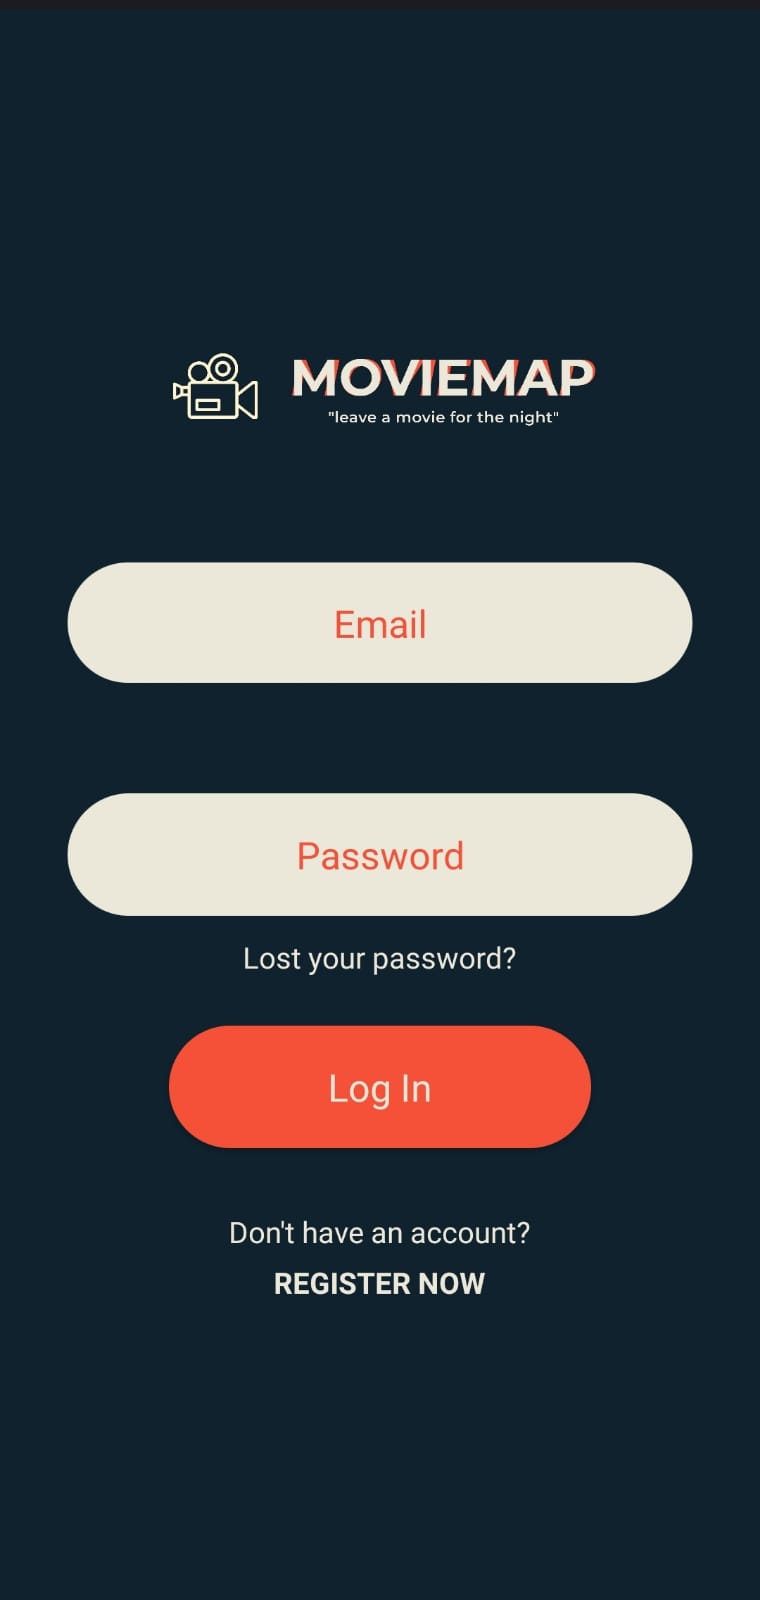 MOVIEMAP
"leave a movie for the night"
Email
Password
Lost your password?
Log In
Don't have an account?
REGISTER NOW